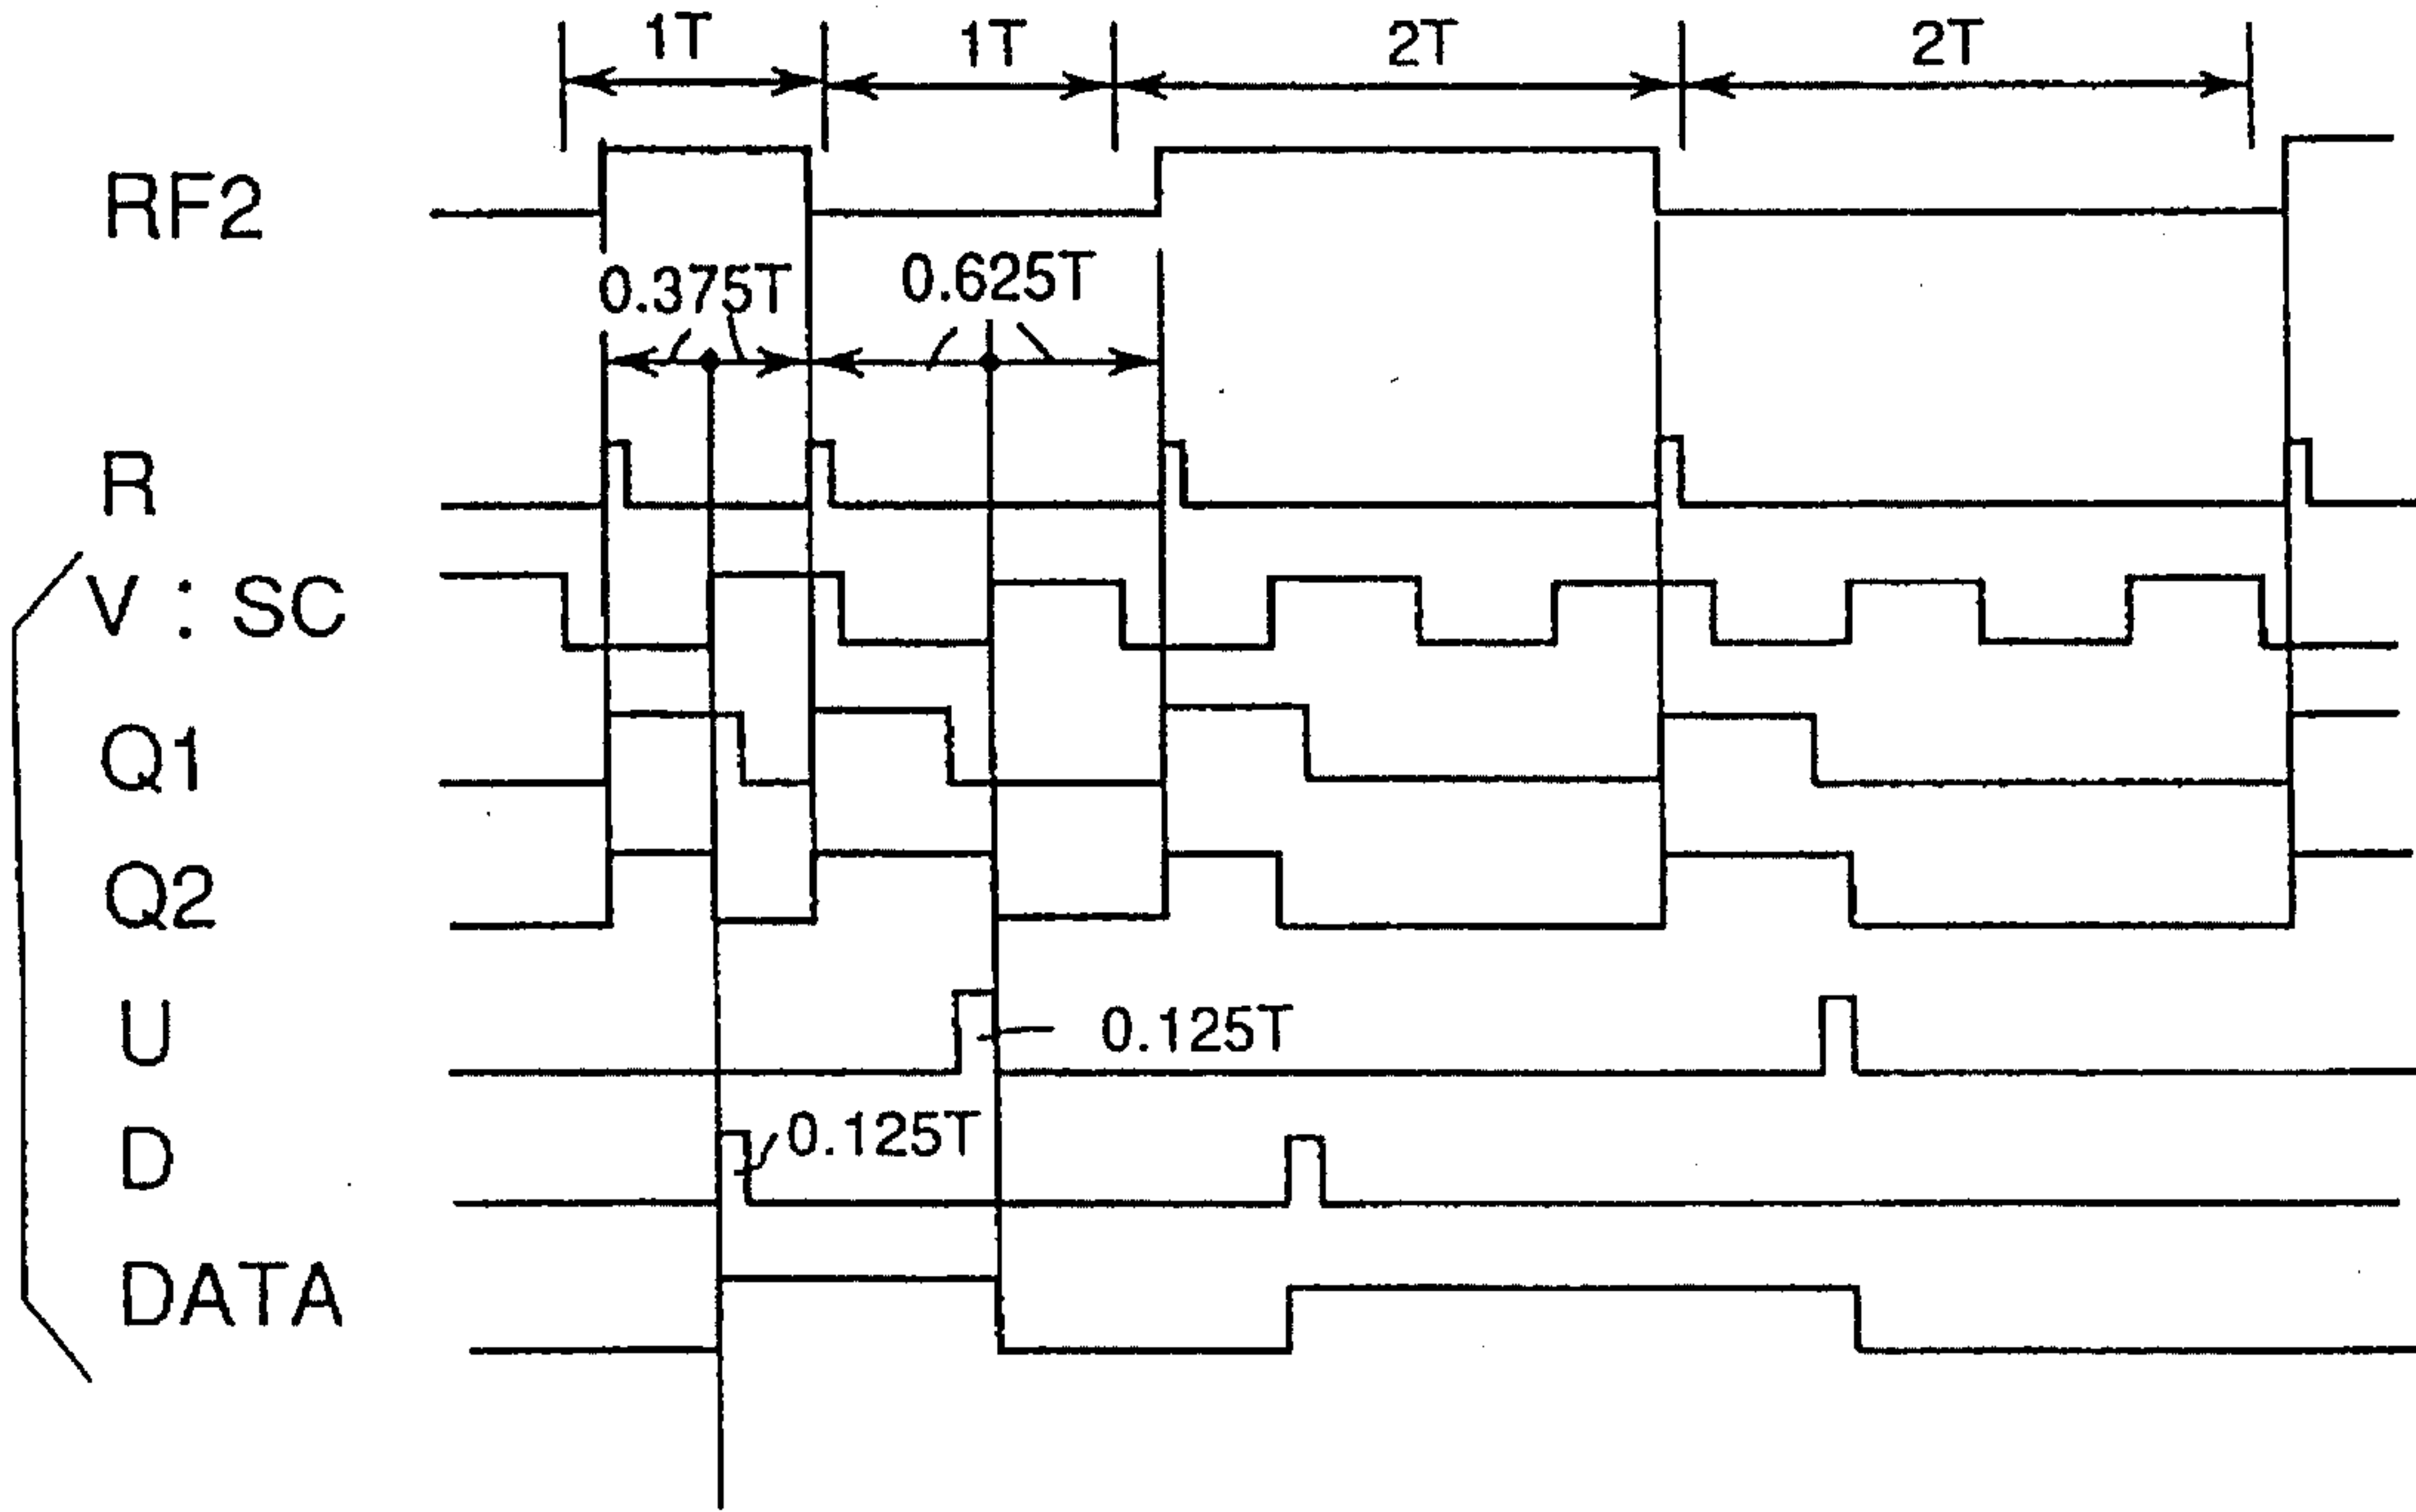 1T 1T 2T 2T
RF2
0.375T 0.625T
R
V : SC
Q1
Q2
U 0.125T
D 0.125T
DATA